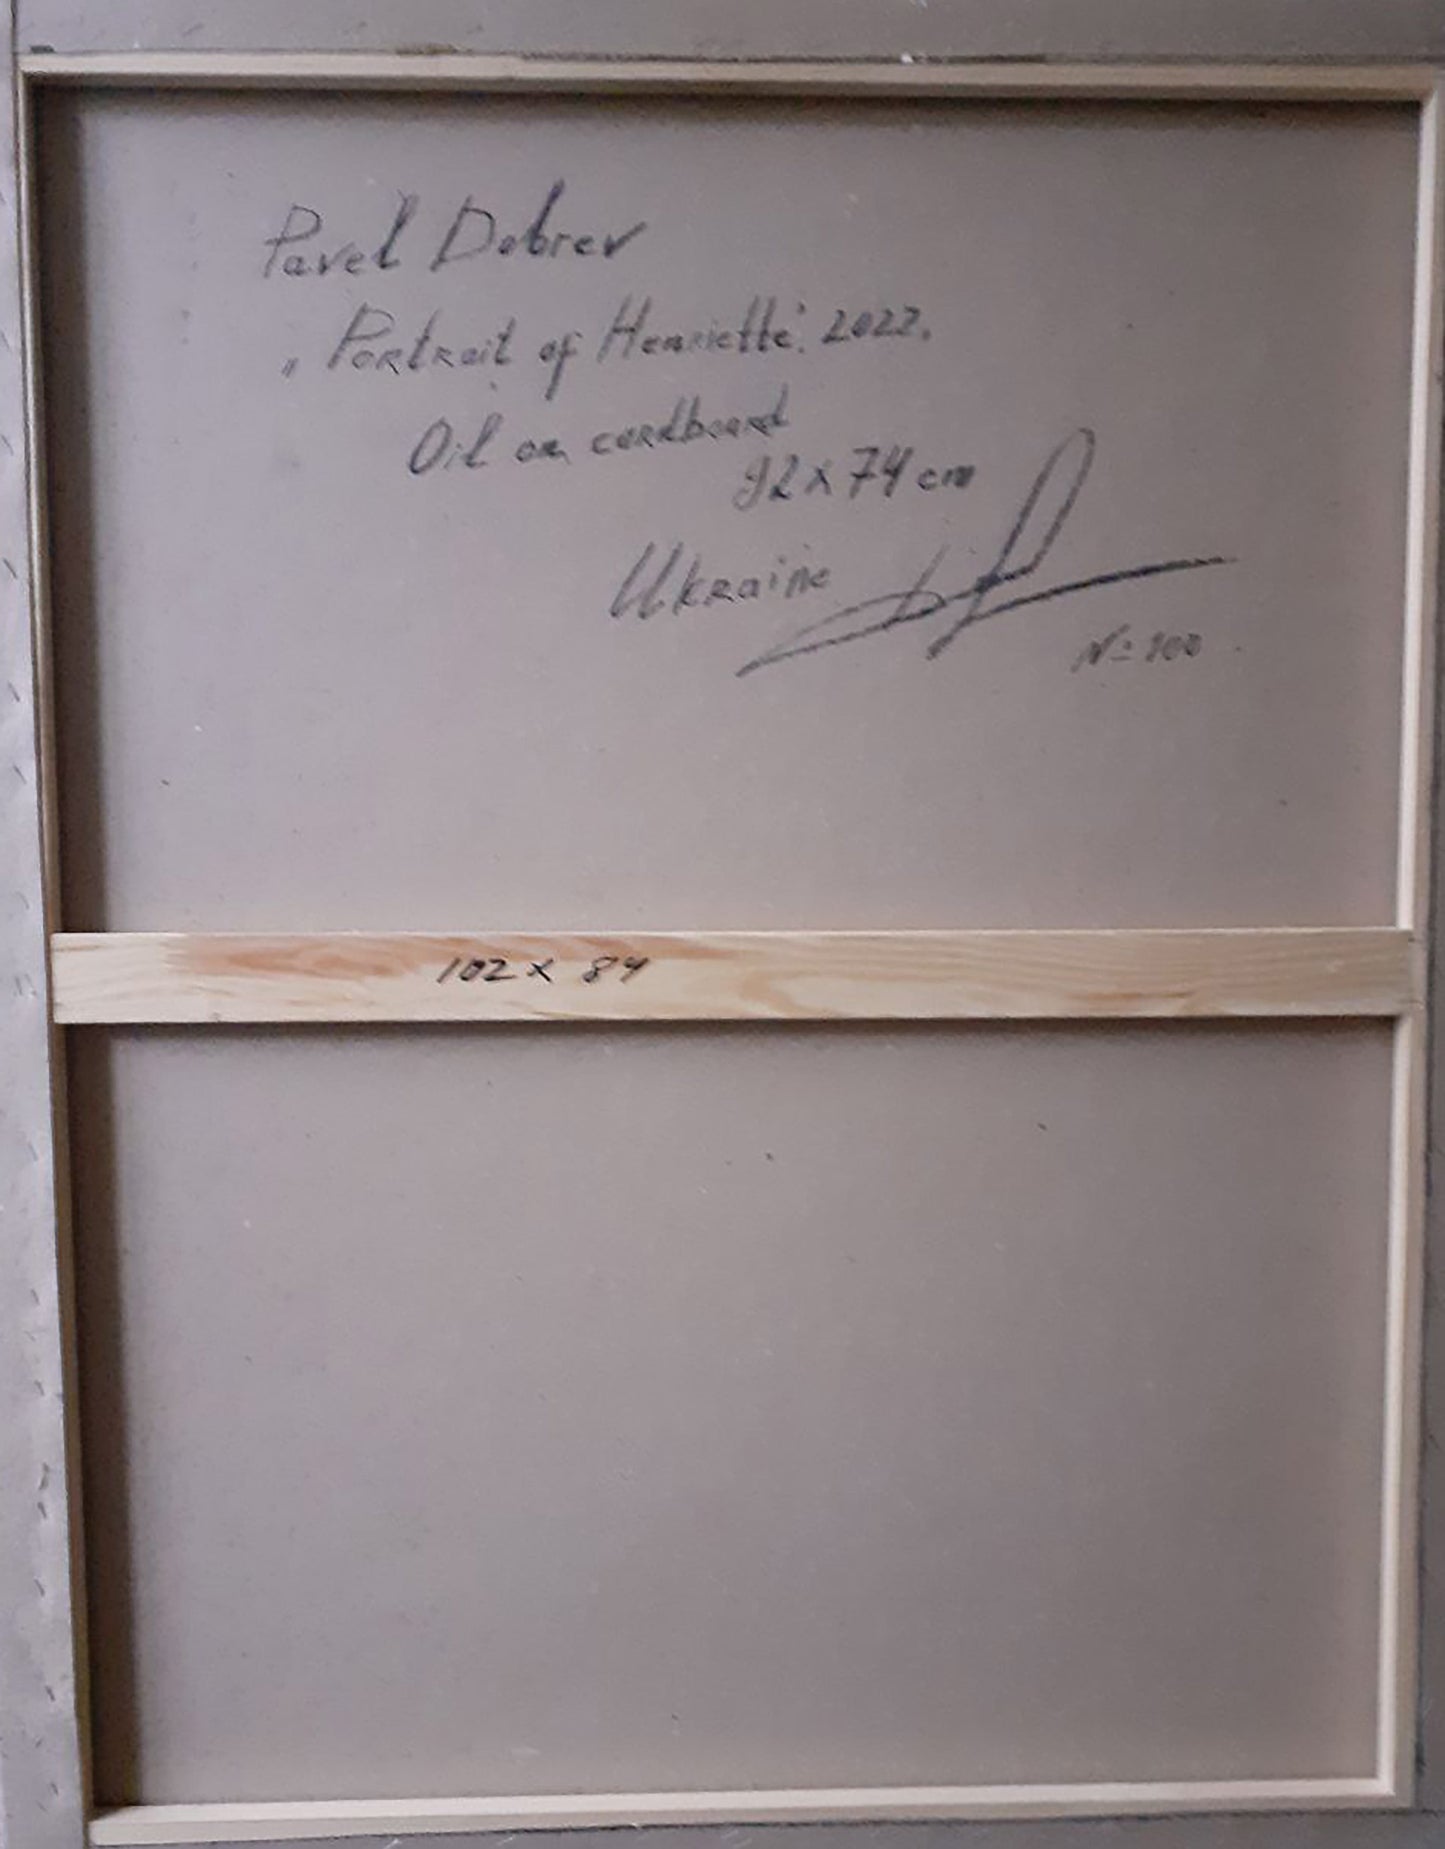 Pavel Dobrev
„Portrait of Henriette". 2022.
Oil on cardboard
92 x 74 cm
Ukraine
№ 100
102 x 84